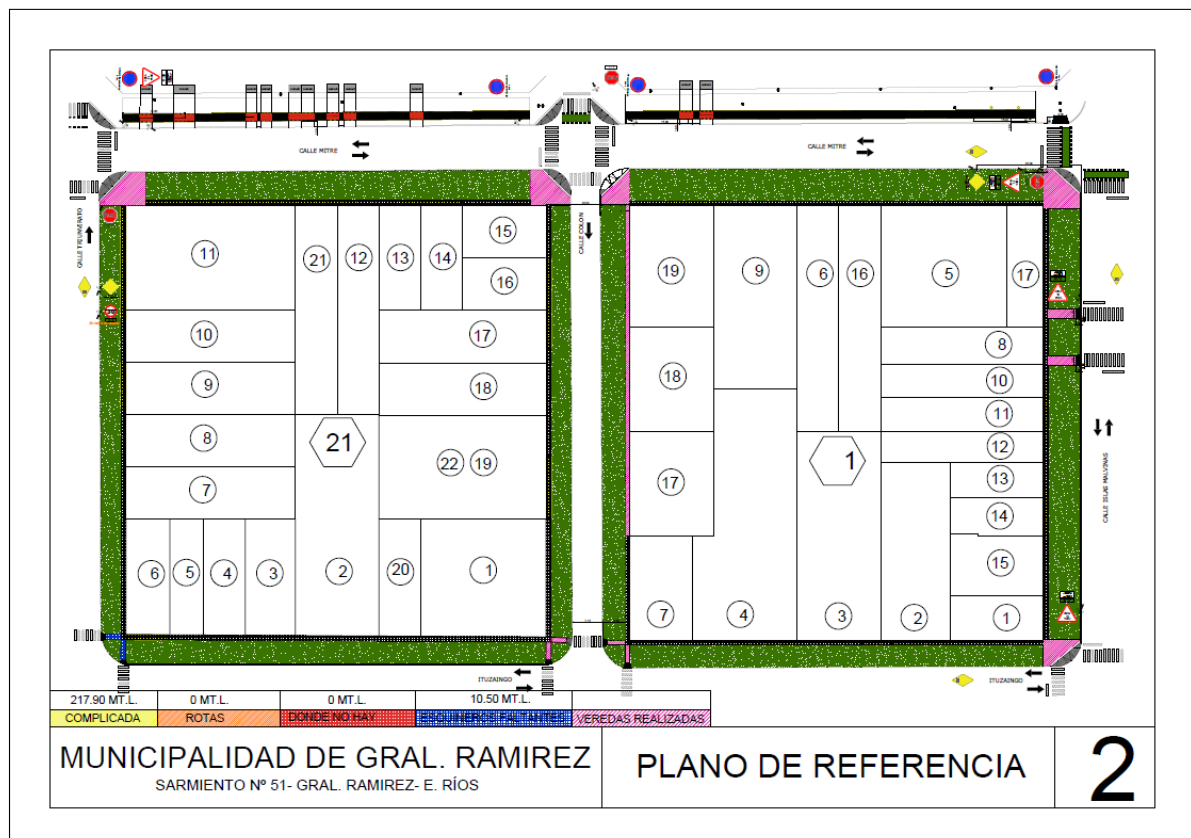 CALLE MITRE
CALLE MITRE
CALLE TRIUNVIRATO
CALLE COLON
CALLE ISLAS MALVINAS
11
21
12
13
14
15
16
10
17
9
18
8
21
22
19
7
6
5
4
3
2
20
1
19
9
6
16
5
17
8
10
18
11
12
1
17
13
14
15
7
4
3
2
1
ITUZAINGO
ITUZAINGO
217.90 MT.L.
0 MT.L.
0 MT.L.
10.50 MT.L.
COMPLICADA
ROTAS
DONDE NO HAY
ESQUINEROS FALTANTES
VEREDAS REALIZADAS
MUNICIPALIDAD DE GRAL. RAMIREZ
SARMIENTO Nº 51- GRAL. RAMIREZ- E. RÍOS
PLANO DE REFERENCIA
2